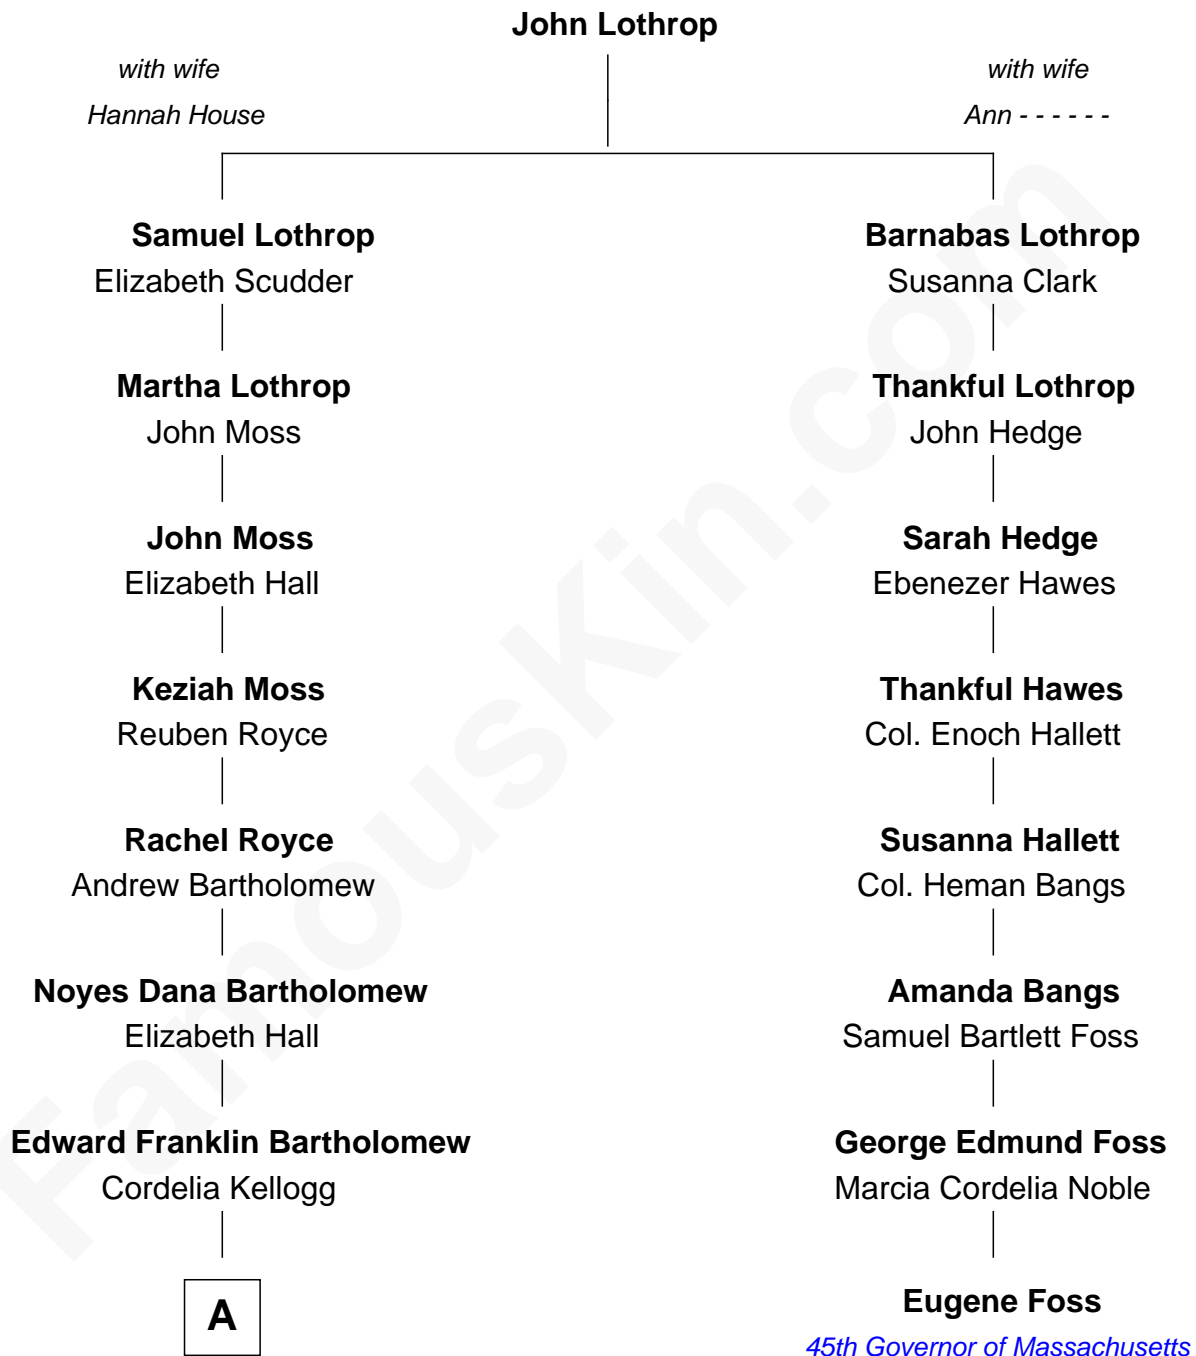 John Lothrop
with wife
Hannah House
with wife
Ann - - - - - -
Samuel Lothrop
Elizabeth Scudder
Barnabas Lothrop
Susanna Clark
Martha Lothrop
John Moss
Thankful Lothrop
John Hedge
John Moss
Elizabeth Hall
Sarah Hedge
Ebenezer Hawes
Keziah Moss
Reuben Royce
Thankful Hawes
Col. Enoch Hallett
Rachel Royce
Andrew Bartholomew
Susanna Hallett
Col. Heman Bangs
Noyes Dana Bartholomew
Elizabeth Hall
Amanda Bangs
Samuel Bartlett Foss
Edward Franklin Bartholomew
Cordelia Kellogg
George Edmund Foss
Marcia Cordelia Noble
A
Eugene Foss
45th Governor of Massachusetts
FamousKin.com